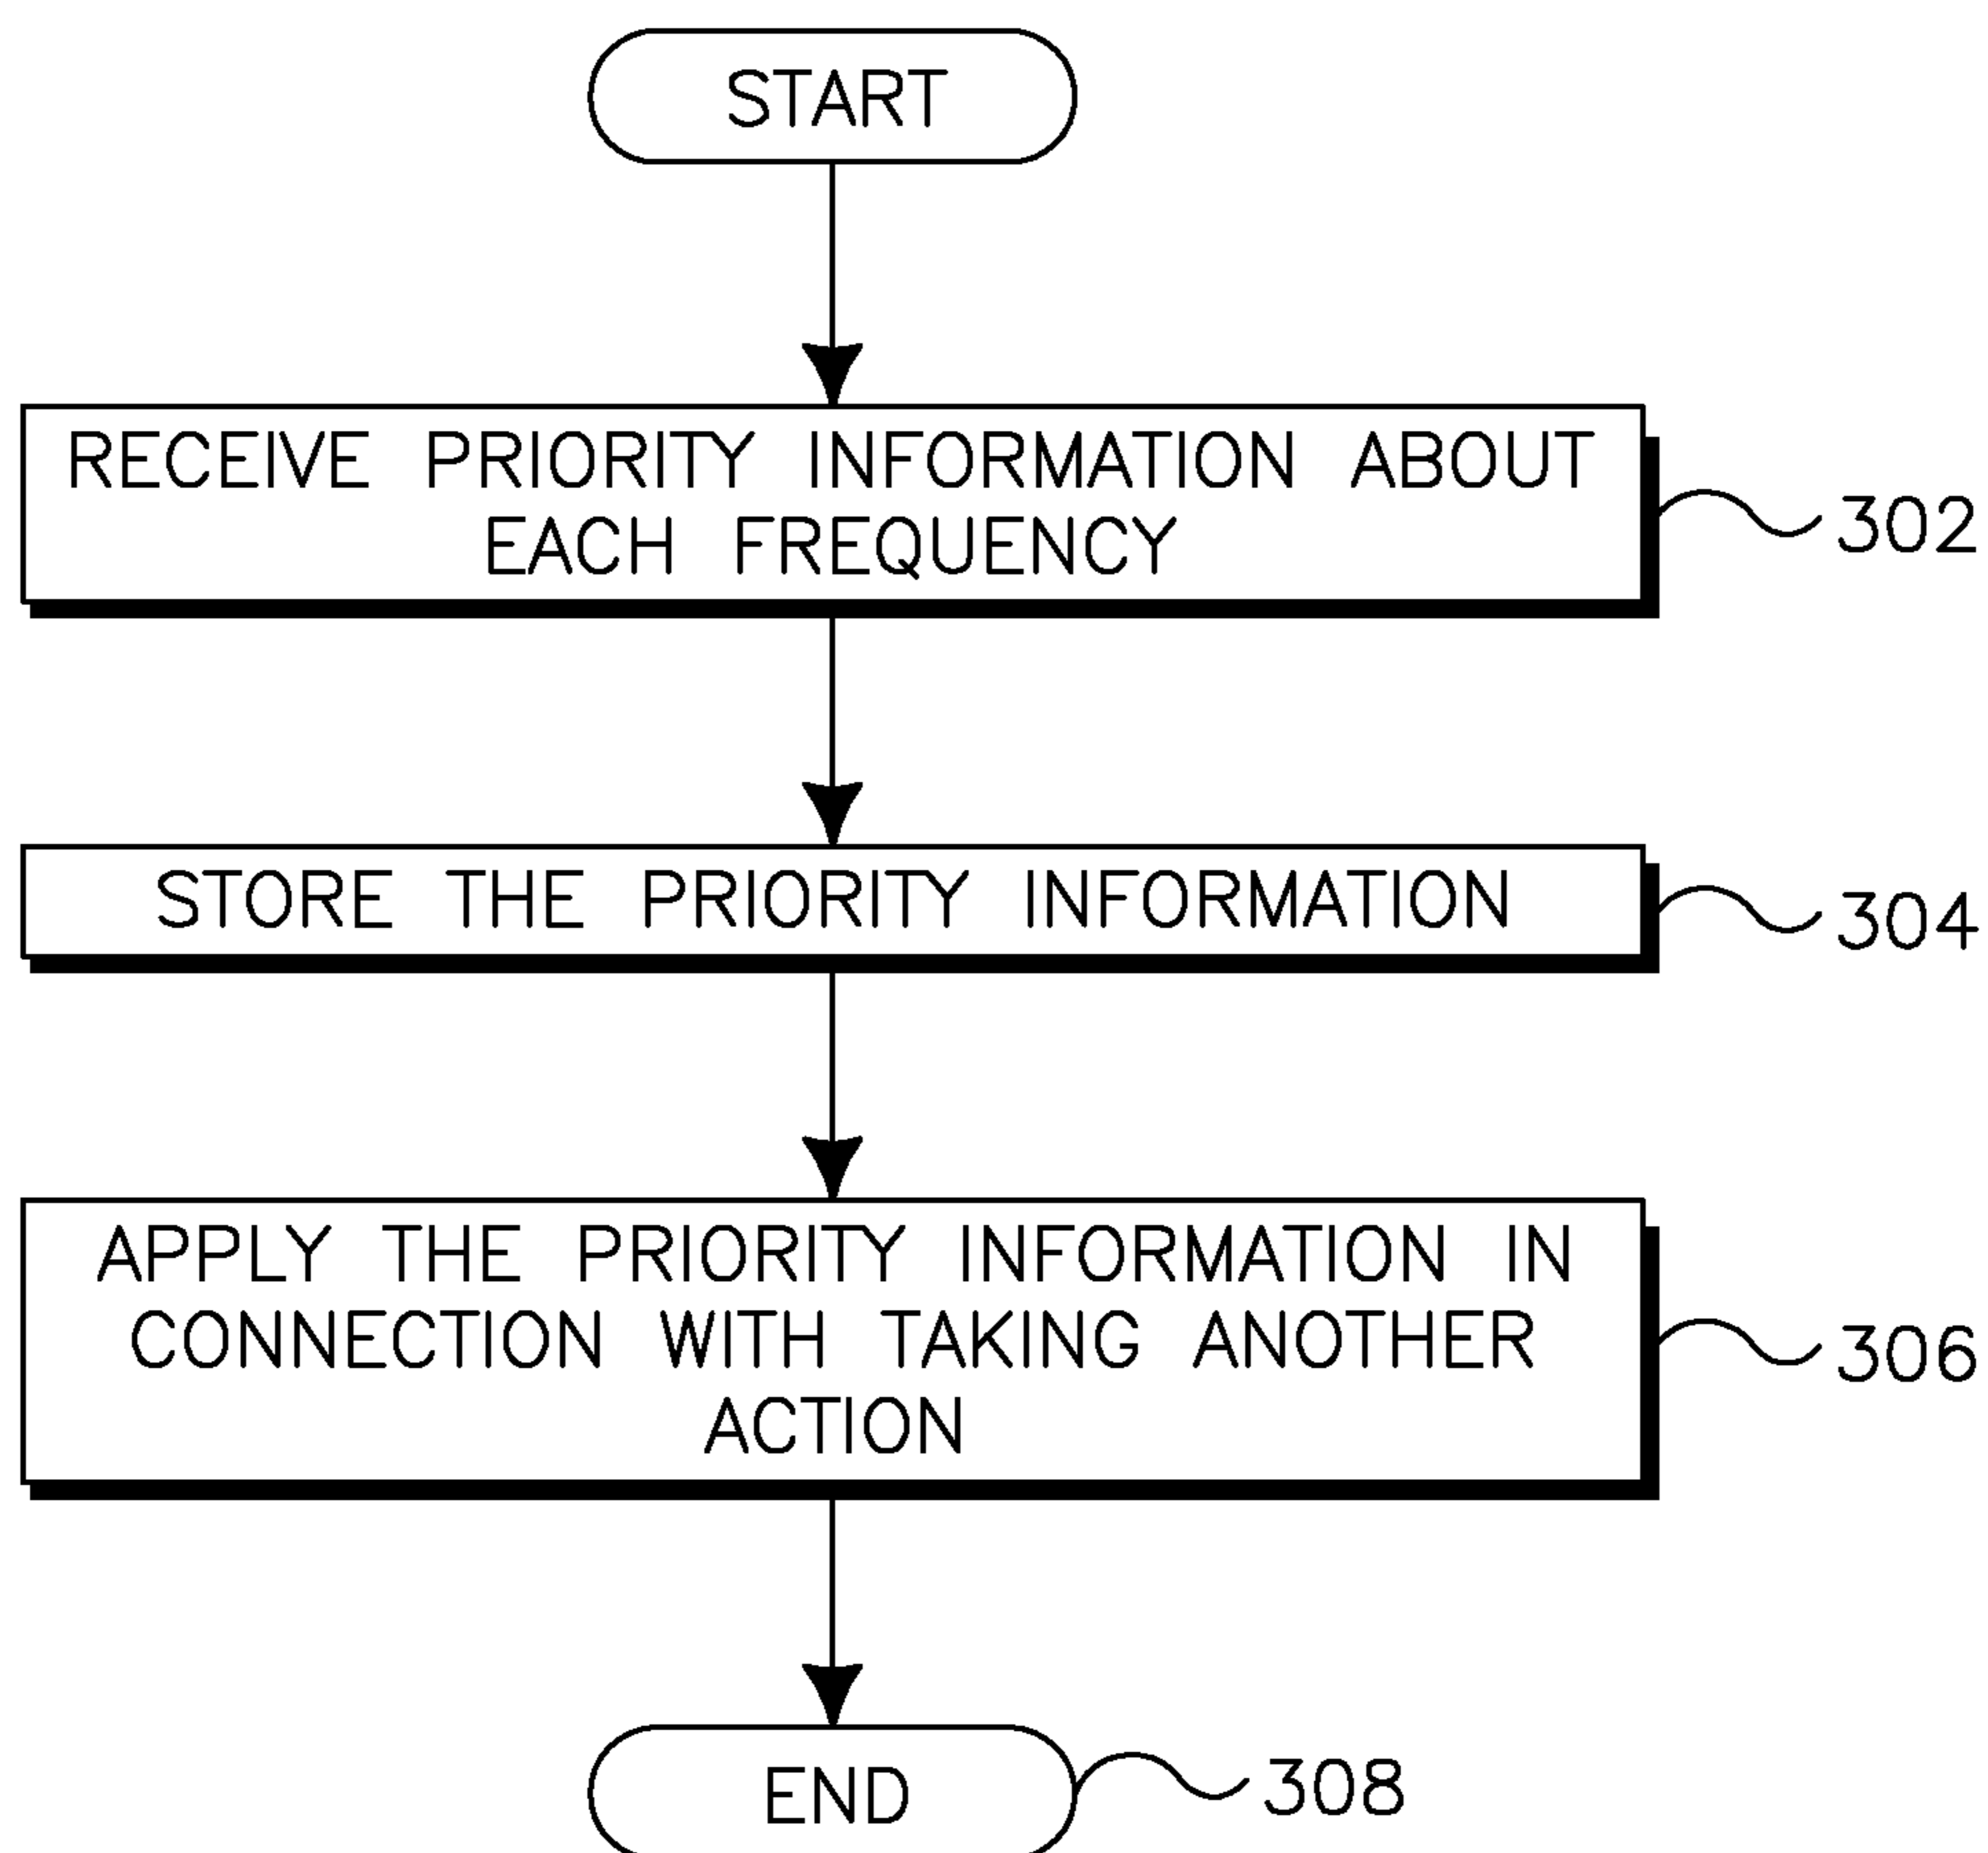 START
RECEIVE PRIORITY INFORMATION ABOUT
EACH FREQUENCY
302
STORE THE PRIORITY INFORMATION
304
APPLY THE PRIORITY INFORMATION IN
CONNECTION WITH TAKING ANOTHER
ACTION
306
END
308